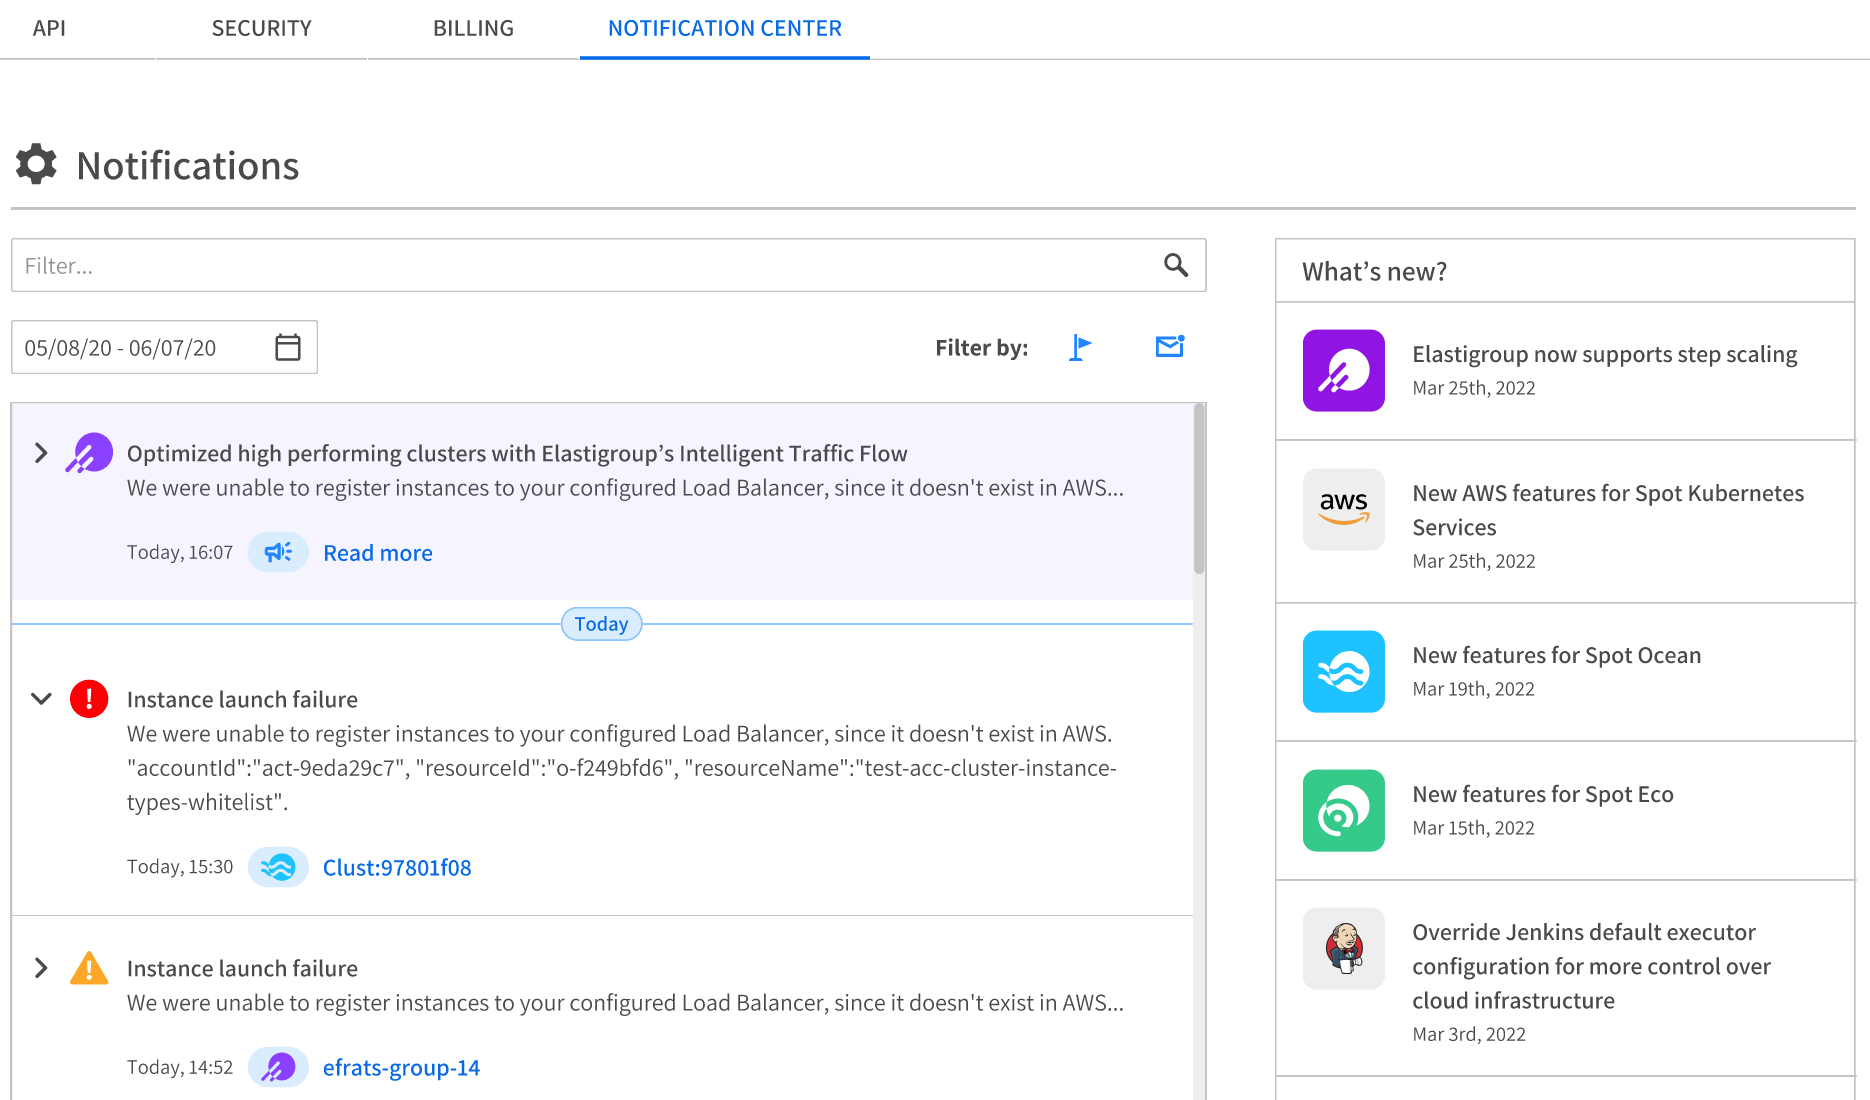 API
SECURITY
BILLING
NOTIFICATION CENTER
Notifications
Filter...
05/08/20 - 06/07/20
Filter by:
Optimized high performing clusters with Elastigroup’s Intelligent Traffic Flow
We were unable to register instances to your configured Load Balancer, since it doesn't exist in AWS...
Today, 16:07
Read more
Today
Instance launch failure
We were unable to register instances to your configured Load Balancer, since it doesn't exist in AWS.
"accountId":"act-9eda29c7", "resourceId":"o-f249bfd6", "resourceName":"test-acc-cluster-instance-
types-whitelist".
Today, 15:30
Clust:97801f08
Instance launch failure
We were unable to register instances to your configured Load Balancer, since it doesn't exist in AWS...
Today, 14:52
efrats-group-14
What’s new?
Elastigroup now supports step scaling
Mar 25th, 2022
aws
New AWS features for Spot Kubernetes
Services
Mar 25th, 2022
New features for Spot Ocean
Mar 19th, 2022
New features for Spot Eco
Mar 15th, 2022
Override Jenkins default executor
configuration for more control over
cloud infrastructure
Mar 3rd, 2022